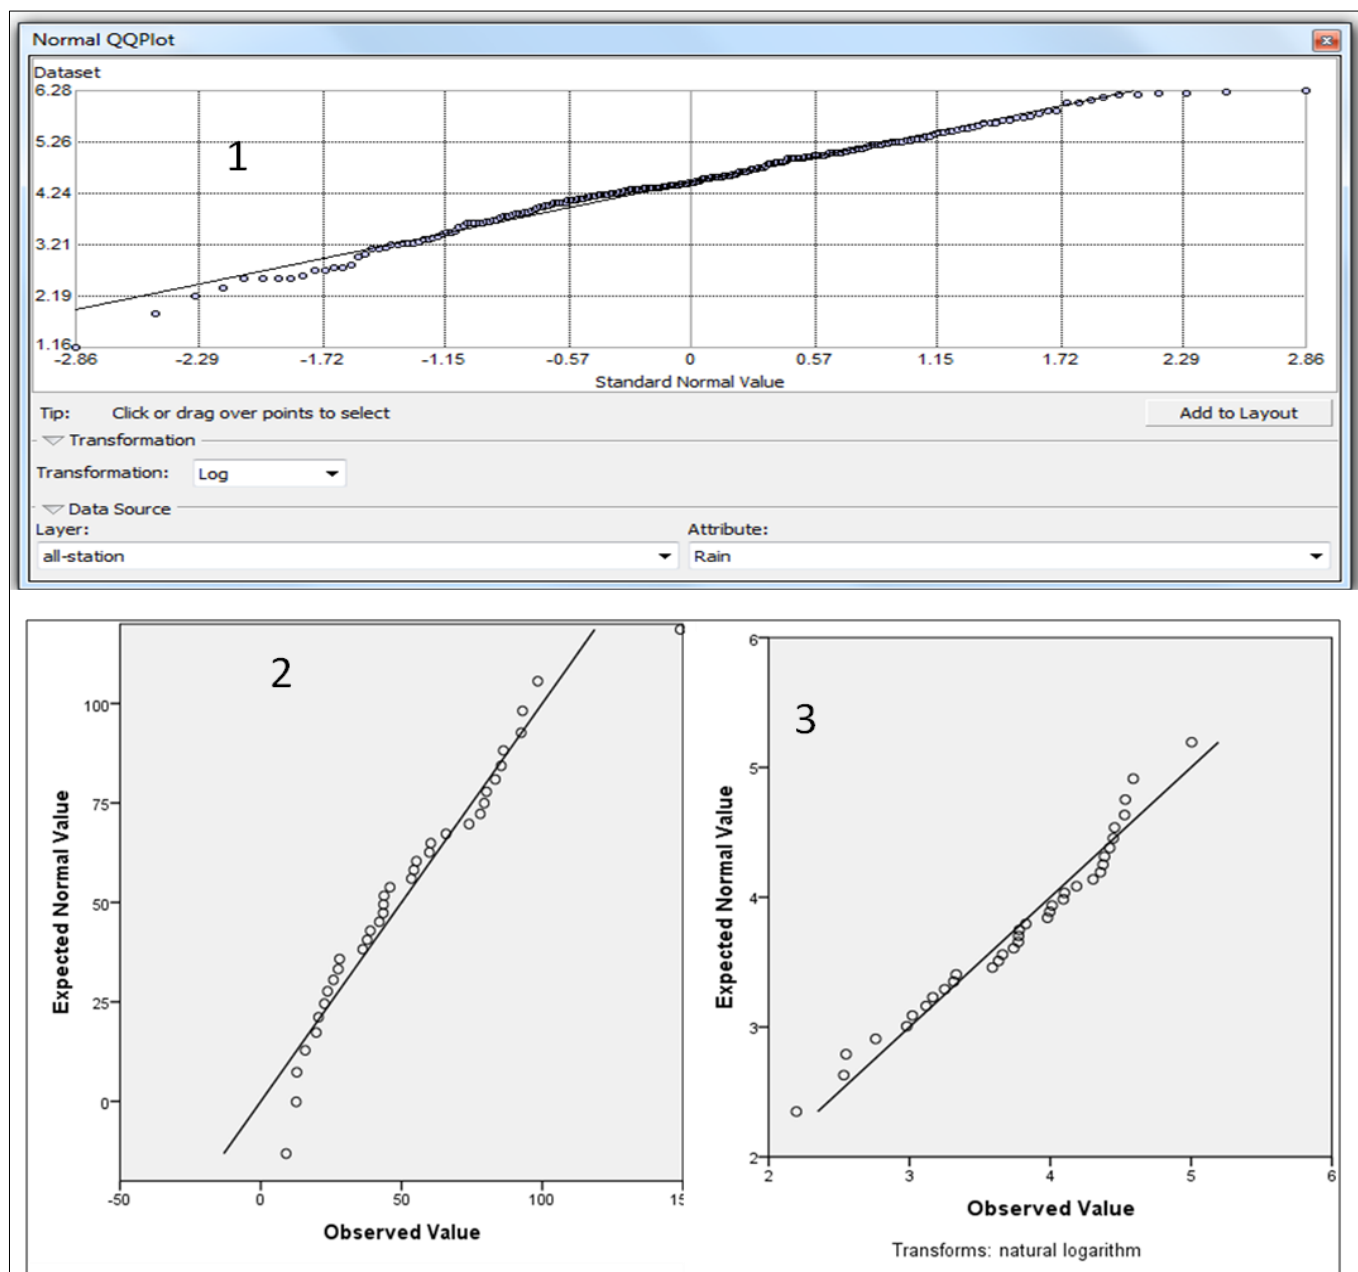 Normal QQPlot
Dataset
6.28
5.26
4.24
3.21
2.19
1.16
1
-2.86 -2.29 -1.72 -1.15 -0.57 0 0.57 1.15 1.72 2.29 2.86
Standard Normal Value
Tip: Click or drag over points to select Add to Layout
Transformation
Transformation: Log
Data Source
Layer: Attribute:
all-station Rain
2
Expected Normal Value
100
75
50
25
0
-50 0 50 100 15
Observed Value
3
Expected Normal Value
6
5
4
3
2
2 3 4 5 6
Observed Value
Transforms: natural logarithm